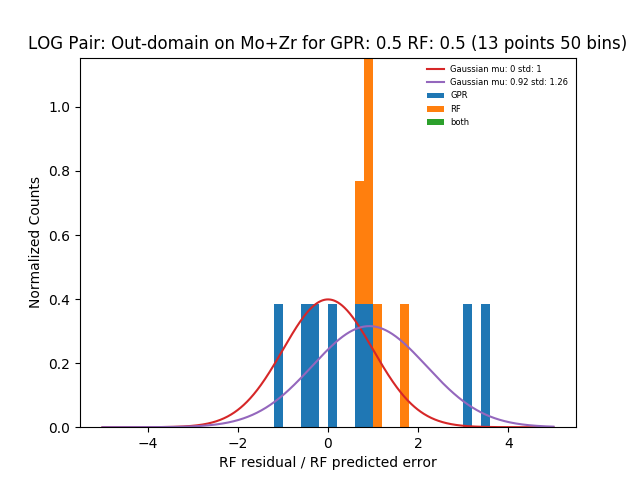 LOG Pair: Out-domain on Mo+Zr for GPR: 0.5 RF: 0.5 (13 points 50 bins)
Gaussian mu: 0 std: 1
Gaussian mu: 0.92 std: 1.26
GPR
RF
both
Normalized Counts
1.0
0.8
0.6
0.4
0.2
0.0
−4 −2 0 2 4
RF residual / RF predicted error